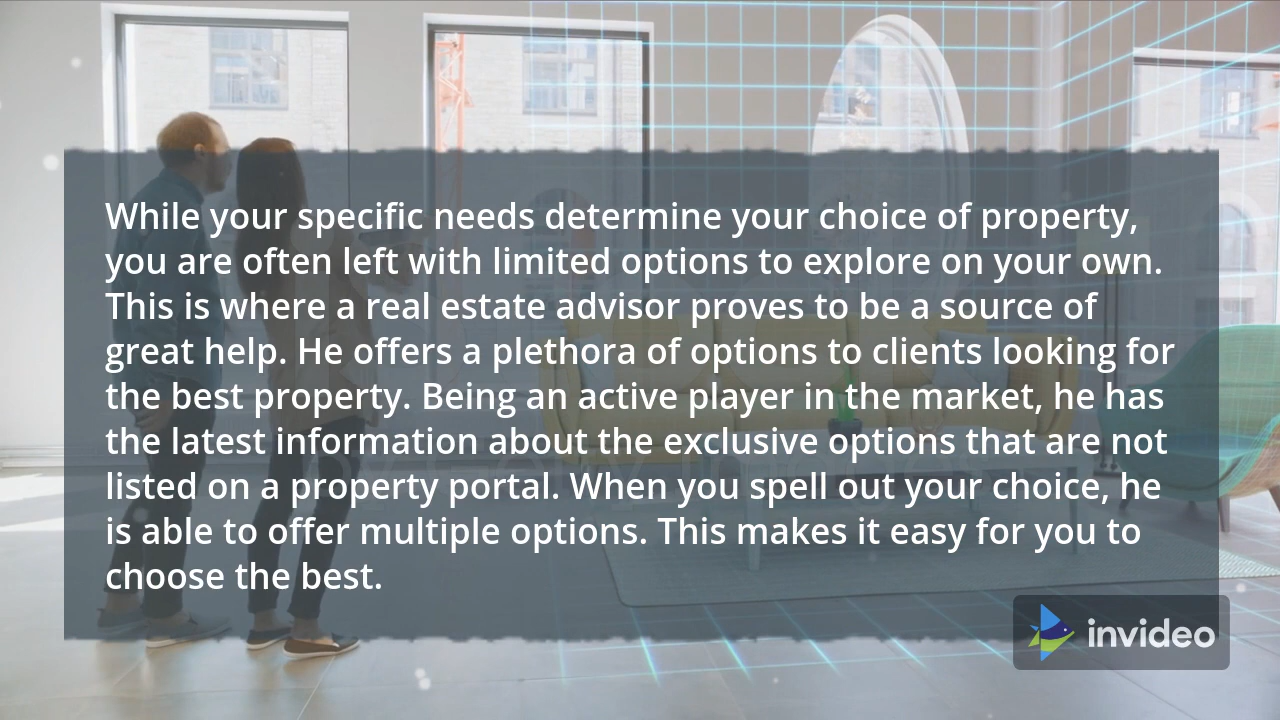 While your specific needs determine your choice of property,
you are often left with limited options to explore on your own.
This is where a real estate advisor proves to be a source of
great help. He offers a plethora of options to clients looking for
the best property. Being an active player in the market, he has
the latest information about the exclusive options that are not
listed on a property portal. When you spell out your choice, he
is able to offer multiple options. This makes it easy for you to
choose the best.
invideo